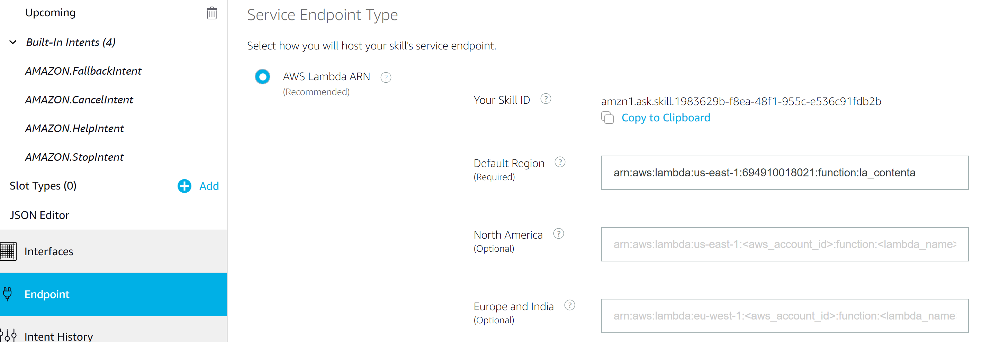 Upcoming
Built-In Intents (4)
AMAZON.FallbackIntent
AMAZON.CancelIntent
AMAZON.HelpIntent
AMAZON.StopIntent
Slot Types (0)
Add
JSON Editor
Interfaces
Endpoint
Intent History
Service Endpoint Type
Select how you will host your skill's service endpoint.
AWS Lambda ARN ?
(Recommended)
Your Skill ID ?
amzn1.ask.skill.1983629b-f8ea-48f1-955c-e536c91fdb2b
Copy to Clipboard
Default Region ?
(Required)
arn:aws:lambda:us-east-1:694910018021:function:la_contenta
North America ?
(Optional)
arn:aws:lambda:us-east-1:<aws_account_id>:function:<lambda_name>
Europe and India ?
(Optional)
arn:aws:lambda:eu-west-1:<aws_account_id>:function:<lambda_name>